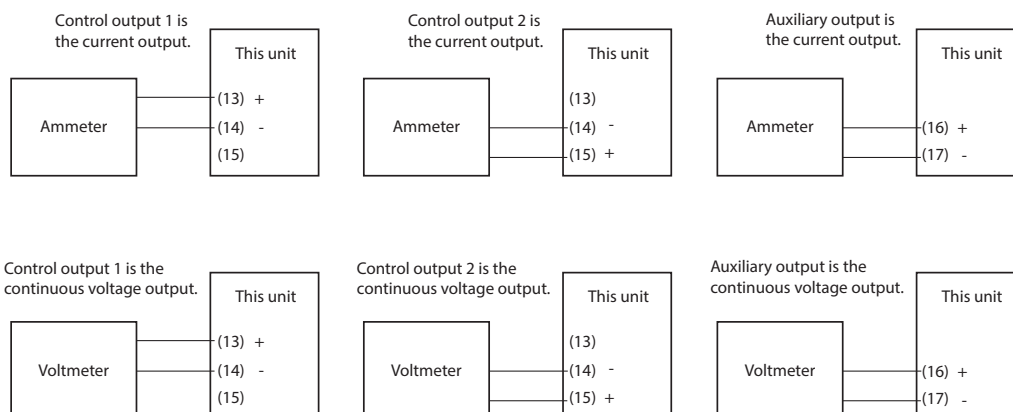 Control output 1 is
the current output.
This unit
Ammeter
(13) +
(14) -
(15)
Control output 2 is
the current output.
This unit
Ammeter
(13)
(14) -
(15) +
Auxiliary output is
the current output.
This unit
Ammeter
(16) +
(17) -
Control output 1 is the
continuous voltage output.
This unit
Voltmeter
(13) +
(14) -
(15)
Control output 2 is the
continuous voltage output.
This unit
Voltmeter
(13)
(14) -
(15) +
Auxiliary output is the
continuous voltage output.
This unit
Voltmeter
(16) +
(17) -